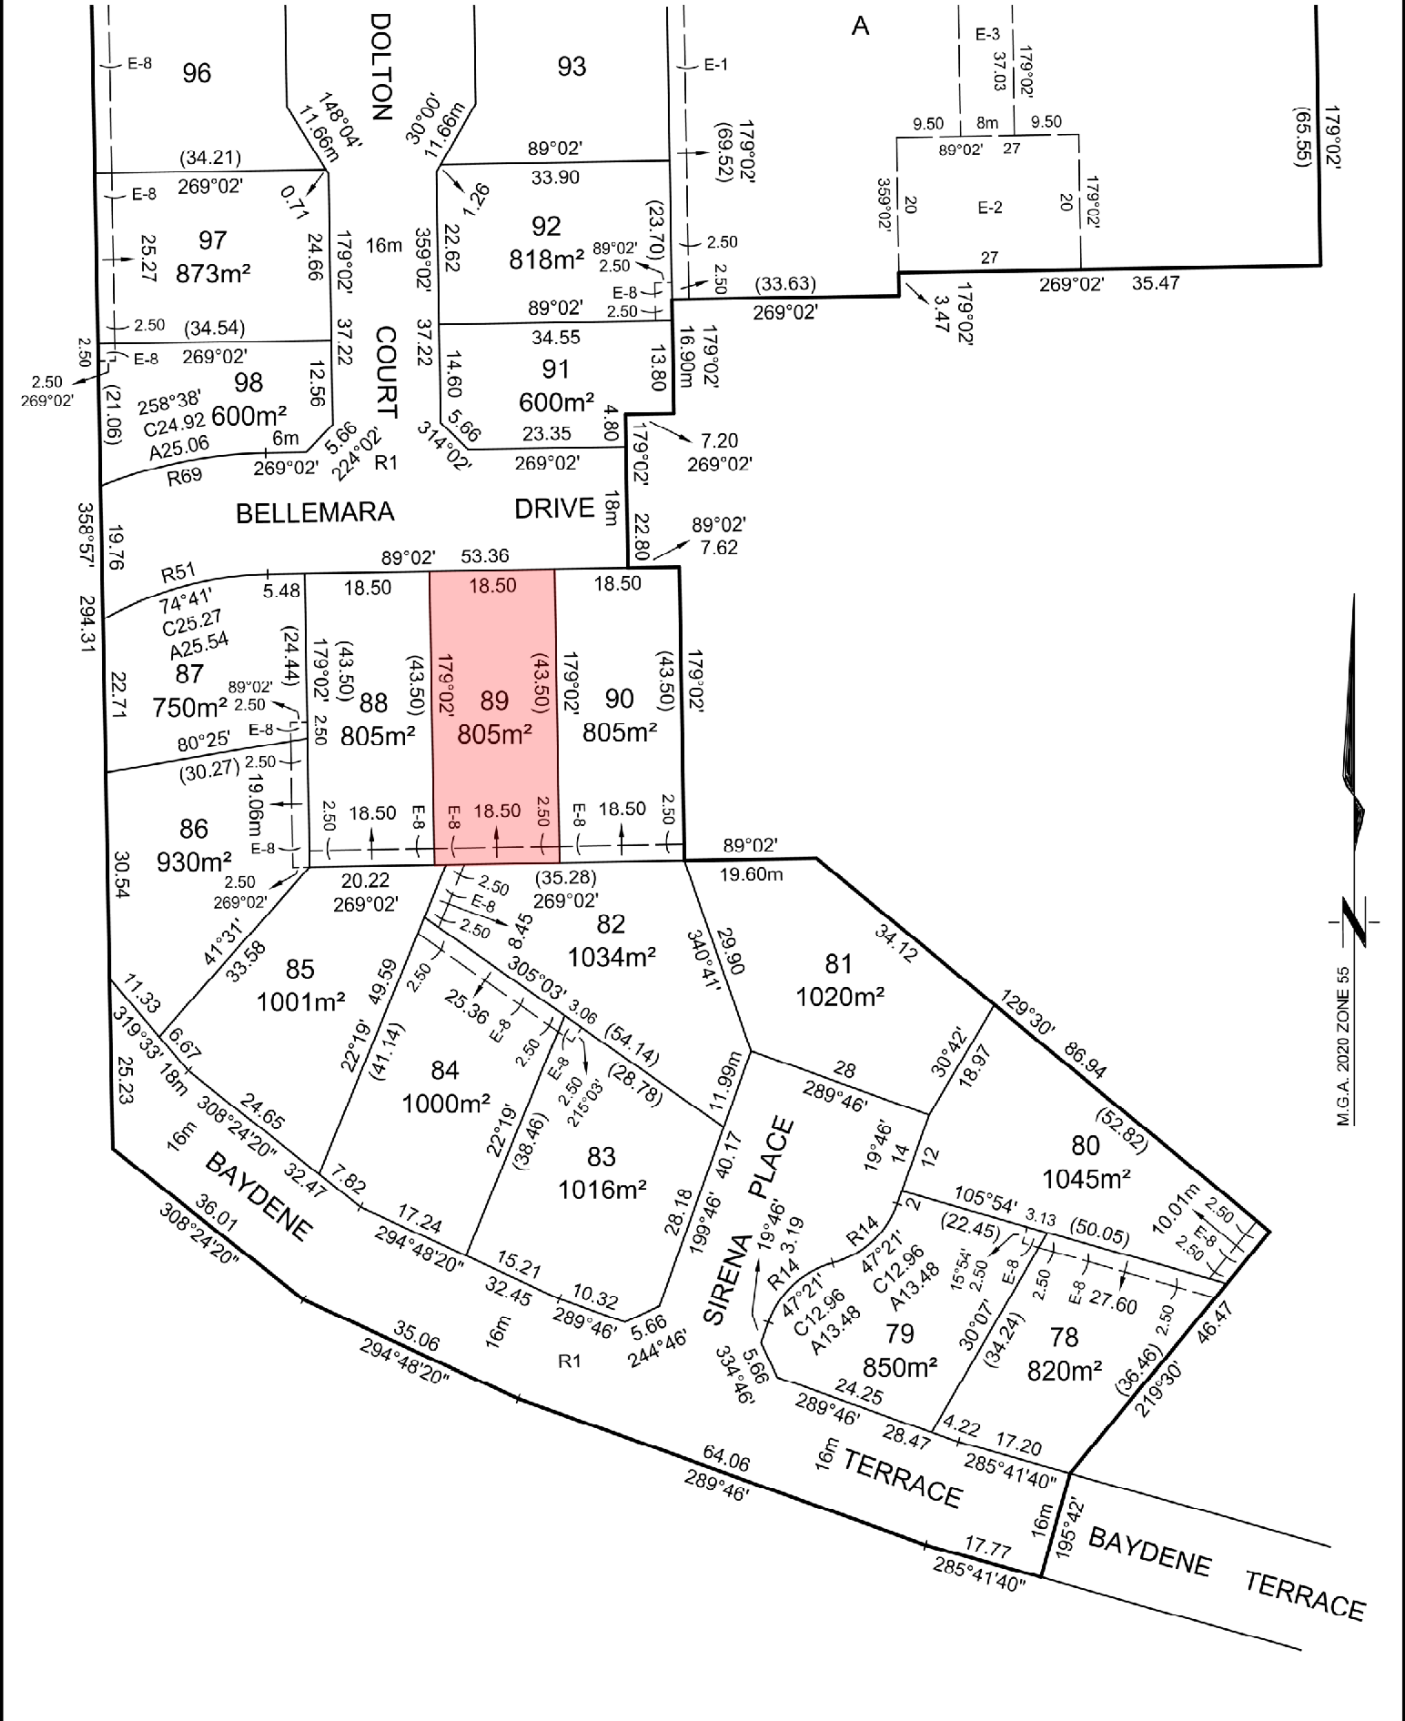 A
DOLTON
COURT
E-8
96
93
E-1
E-3
37.03
179°02'
179°02'
(65.55)
148°04'
11.66m
30°00'
11.66m
179°02'
(69.52)
9.50
8m
9.50
89°02'
27
(34.21)
269°02'
89°02'
33.90
E-8
0.71
1.26
97
873m²
25.27
24.66
179°02'
16m
359°02'
22.62
92
818m²
(23.70)
89°02'
2.50
E-8
2.50
2.50
2.50
359°02'
20
E-2
20
179°02'
27
269°02'
35.47
(33.63)
269°02'
179°02'
3.47
2.50
(34.54)
269°02'
89°02'
34.55
37.22
37.22
2.50
E-8
2.50
269°02'
(21.06)
98
600m²
12.56
258°38'
C24.92
A25.06
6m
R69
269°02'
5.66
224°02'
R1
14.60
91
600m²
13.80
179°02'
16.90m
5.66
314°02'
23.35
269°02'
4.80
179°02'
7.20
269°02'
BELLEMARA DRIVE
18m
22.80
89°02'
7.62
358°57'
294.31
19.76
89°02'
53.36
R51
74°41'
C25.27
A25.54
5.48
18.50
18.50
18.50
22.71
87
750m²
(24.44)
179°02'
2.50
89°02'
2.50
E-8
(43.50)
88
805m²
(43.50)
179°02'
89
805m²
(43.50)
179°02'
90
805m²
(43.50)
179°02'
80°25'
(30.27)
2.50
19.06m
86
930m²
E-8
2.50
18.50
E-8
E-8
18.50
2.50
E-8
18.50
2.50
30.54
2.50
269°02'
20.22
269°02'
(35.28)
269°02'
89°02'
19.60m
2.50
E-8
2.50
8.45
82
1034m²
41°31'
33.58
85
1001m²
49.59
22°19'
(41.14)
305°03'
3.06
(54.14)
(28.78)
2.50
25.36
E-8
2.50
E-8
2.50
215°03'
29.90
340°41'
81
1020m²
34.12
129°30'
86.94
(52.82)
11.33
6.67
319°33'
18m
25.23
24.65
308°24'20"
32.47
16m
BAYDENE
84
1000m²
22°19'
(38.46)
83
1016m²
11.99m
40.17
28.18
199°46'
28
289°46'
30°42'
18.97
19°46'
14
12
2
80
1045m²
SIRENA PLACE
105°54'
3.13
(22.45)
(50.05)
10.01m
2.50
E-8
2.50
15°54'
2.50
E-8
2.50
E-8
27.60
2.50
19°46'
3.19
R14
47°21'
C12.96
A13.48
R14
47°21'
C12.96
A13.48
7.82
17.24
294°48'20"
32.45
15.21
10.32
289°46'
5.66
244°46'
R1
16m
36.01
308°24'20"
35.06
294°48'20"
79
850m²
30°07'
(34.24)
78
820m²
(36.46)
219°30'
46.47
5.66
334°46'
24.25
289°46'
28.47
4.22
17.20
285°41'40"
16m
TERRACE
64.06
289°46'
17.77
285°41'40"
16m
195°42'
BAYDENE TERRACE
M.G.A. 2020 ZONE 55
N